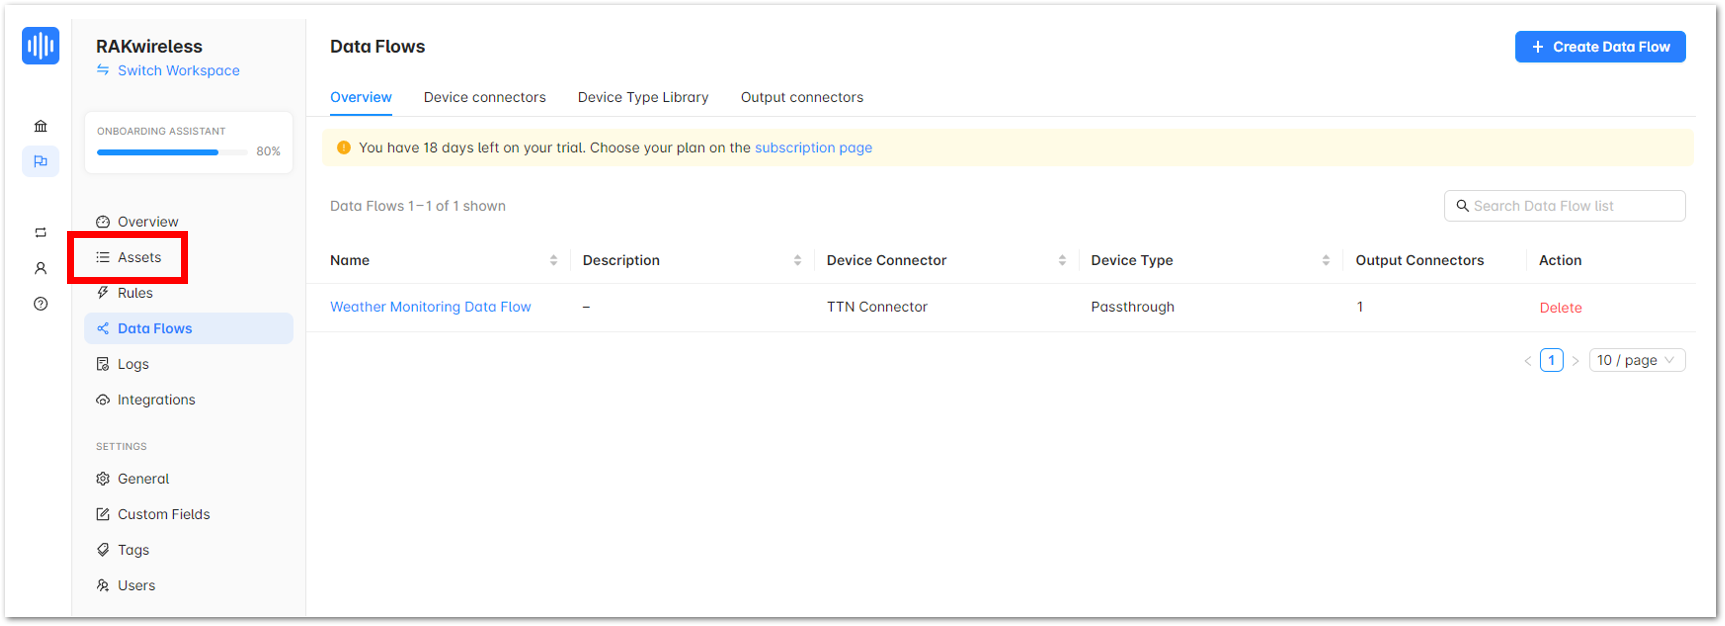 RAKwireless
Switch Workspace
ONBOARDING ASSISTANT
80%
Overview
Assets
Rules
Data Flows
Logs
Integrations
SETTINGS
General
Custom Fields
Tags
Users
Data Flows
+ Create Data Flow
Overview Device connectors Device Type Library Output connectors
You have 18 days left on your trial. Choose your plan on the subscription page
Data Flows 1–1 of 1 shown
Search Data Flow list
Name Description Device Connector Device Type Output Connectors Action
Weather Monitoring Data Flow – TTN Connector Passthrough 1 Delete
< 1 > 10 / page